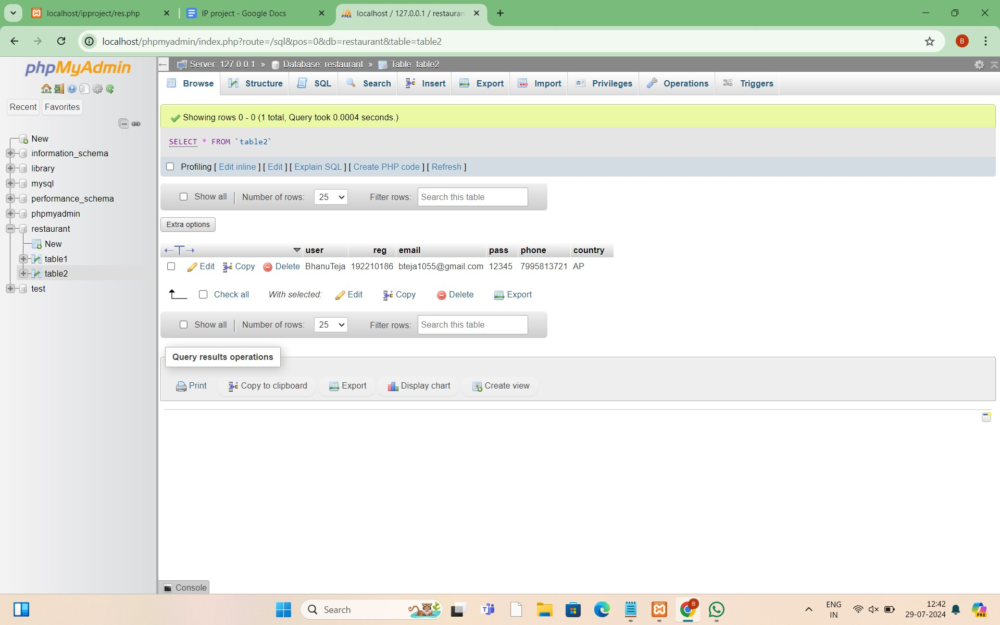 localhost/ipproject/res.php
IP project - Google Docs
PMA localhost / 127.0.0.1 / restauran
localhost/phpmyadmin/index.php?route=/sql&pos=0&db=restaurant&table=table2
B
phpMyAdmin
Recent Favorites
New
information_schema
library
mysql
performance_schema
phpmyadmin
restaurant
New
table1
table2
test
Server: 127.0.0.1 » Database: restaurant » Table: table2
Browse Structure SQL Search Insert Export Import Privileges Operations Triggers
Showing rows 0 - 0 (1 total, Query took 0.0004 seconds.)
SELECT * FROM `table2`
Profiling [ Edit inline ] [ Edit ] [ Explain SQL ] [ Create PHP code ] [ Refresh ]
Show all Number of rows: 25 Filter rows: Search this table
Extra options
←T→ user reg email pass phone country
Edit Copy Delete BhanuTeja 192210186 bteja1055@gmail.com 12345 7995813721 AP
Check all With selected: Edit Copy Delete Export
Show all Number of rows: 25 Filter rows: Search this table
Query results operations
Print Copy to clipboard Export Display chart Create view
Console
Search
B
ENG
IN
12:42
29-07-2024
PRE